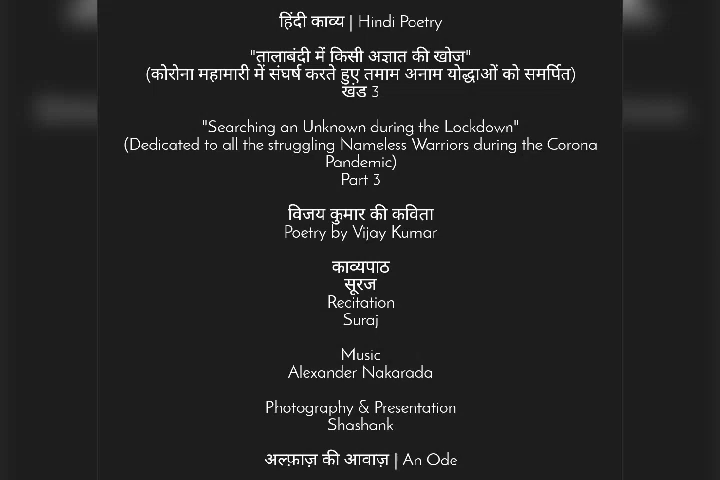 हिंदी काव्य | Hindi Poetry
"तालाबंदी में किसी अज्ञात की खोज"
(कोरोना महामारी में संघर्ष करते हुए तमाम अनाम योद्धाओं को समर्पित)
खंड 3
"Searching an Unknown during the Lockdown"
(Dedicated to all the struggling Nameless Warriors during the Corona
Pandemic)
Part 3
विजय कुमार की कविता
Poetry by Vijay Kumar
काव्यपाठ
सूरज
Recitation
Suraj
Music
Alexander Nakarada
Photography & Presentation
Shashank
अल्फ़ाज़ की आवाज़ | An Ode